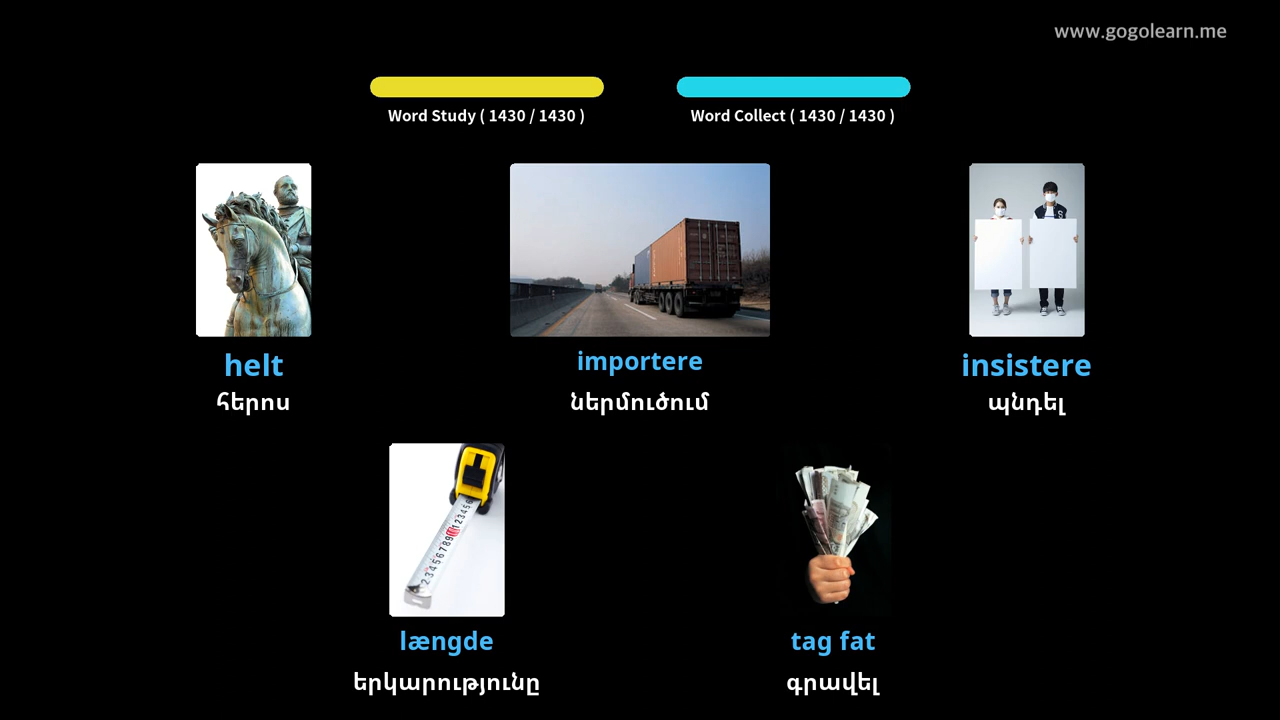 www.gogolearn.me
Word Study ( 1430 / 1430 )
Word Collect ( 1430 / 1430 )
helt
հերոս
importere
ներմուծում
insistere
պնդել
længde
երկարությունը
tag fat
գրավել